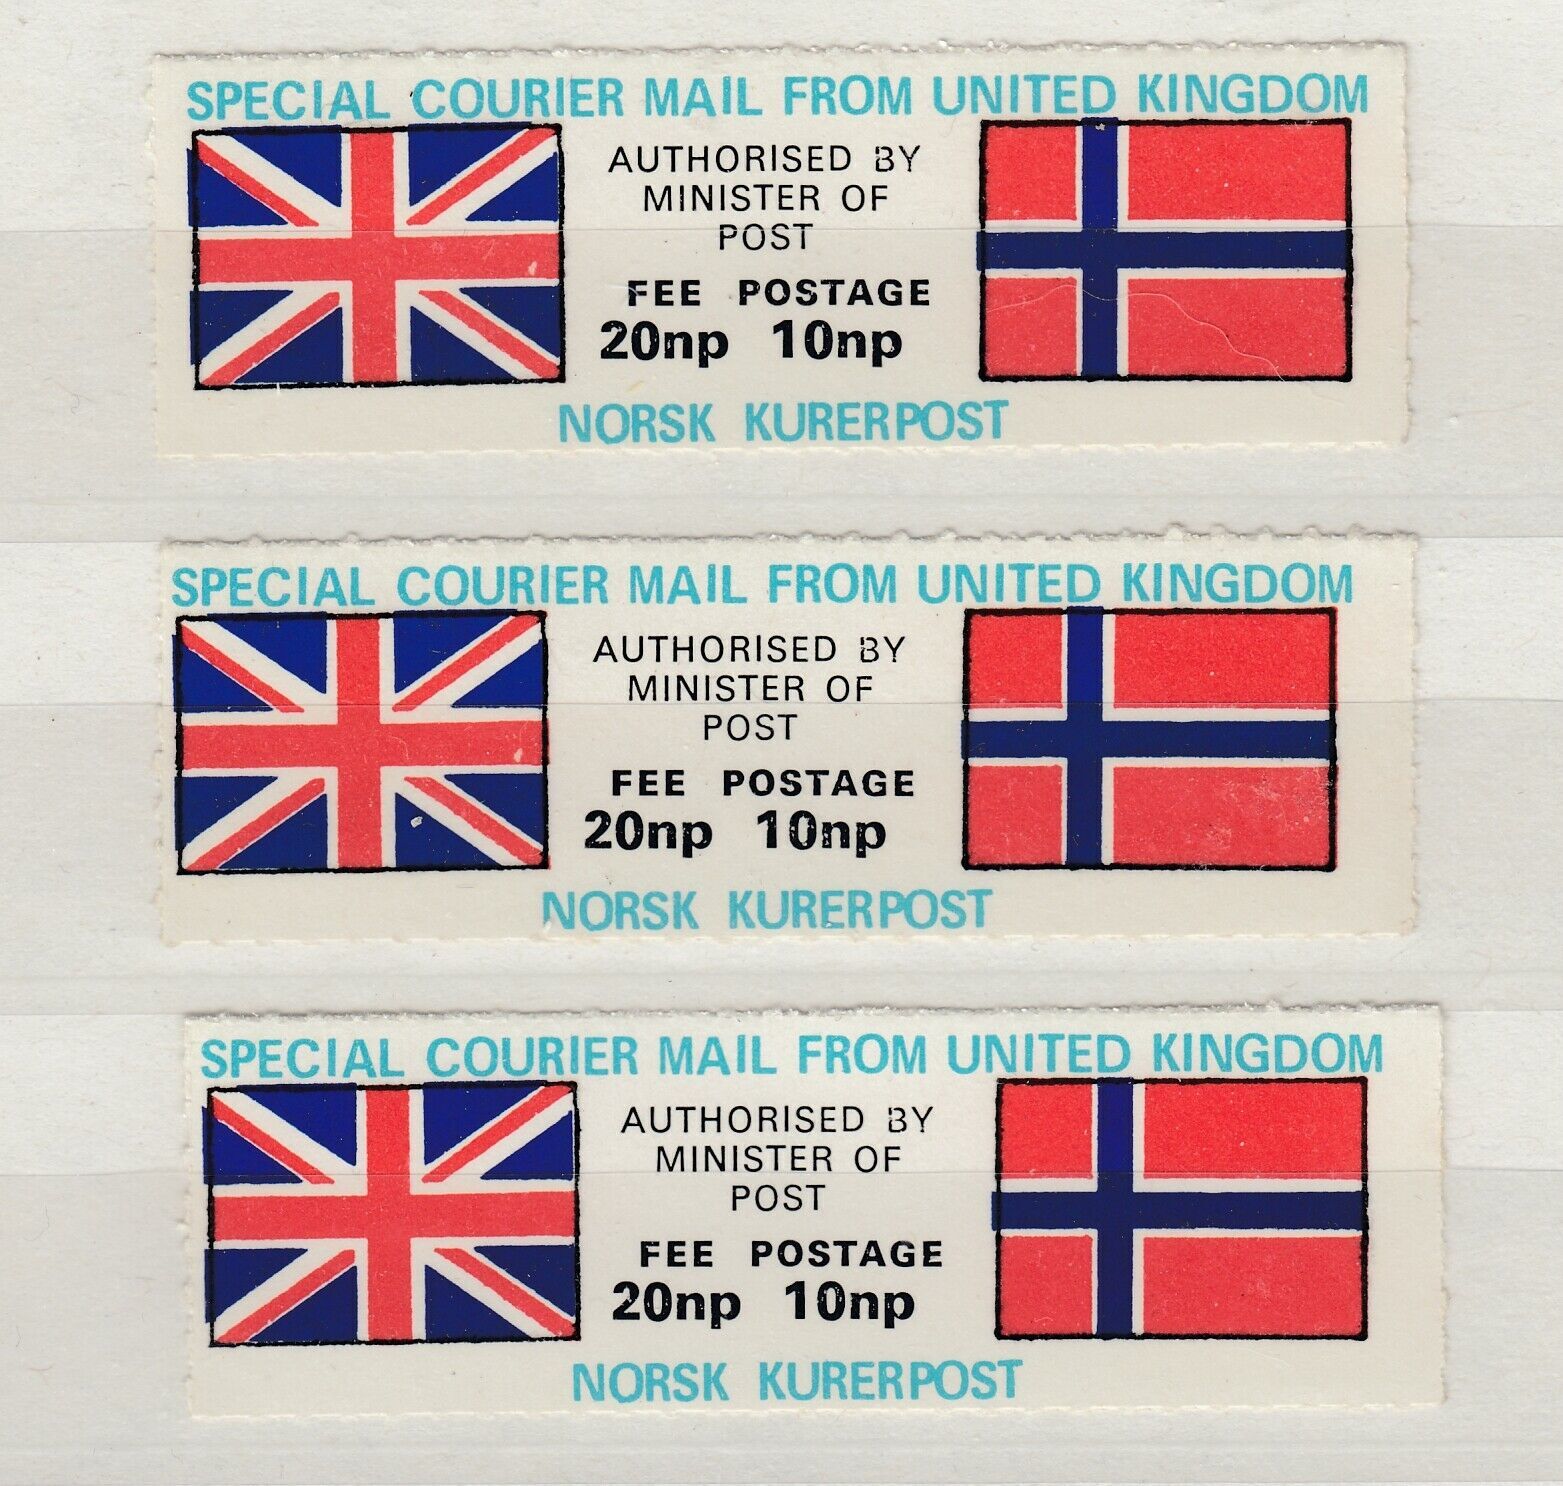 SPECIAL COURIER MAIL FROM UNITED KINGDOM
AUTHORISED BY
MINISTER OF
POST
FEE POSTAGE
20np 10np
NORSK KURERPOST
SPECIAL COURIER MAIL FROM UNITED KINGDOM
AUTHORISED BY
MINISTER OF
POST
FEE POSTAGE
20np 10np
NORSK KURERPOST
SPECIAL COURIER MAIL FROM UNITED KINGDOM
AUTHORISED BY
MINISTER OF
POST
FEE POSTAGE
20np 10np
NORSK KURERPOST